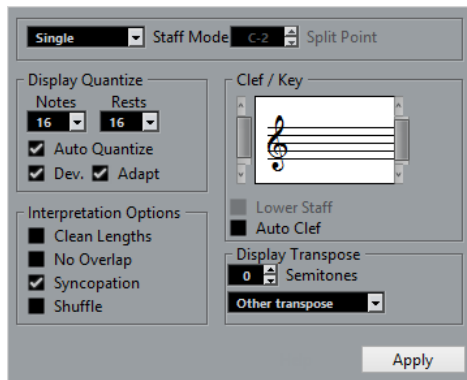 Single Staff Mode C-2 Split Point
Display Quantize
Notes Rests
16 16
Auto Quantize
Dev. Adapt
Interpretation Options
Clean Lengths
No Overlap
Syncopation
Shuffle
Clef / Key
Lower Staff
Auto Clef
Display Transpose
0 Semitones
Other transpose
Apply